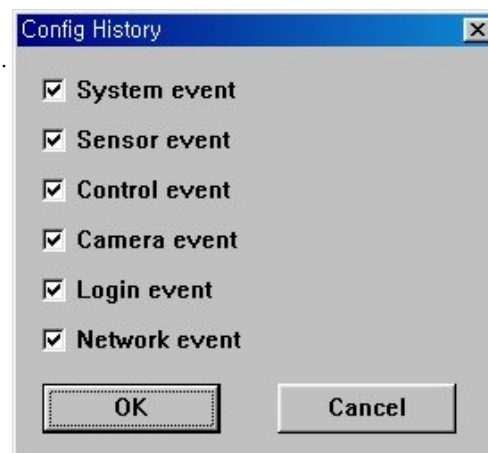 Config History
System event
Sensor event
Control event
Camera event
Login event
Network event
OK Cancel